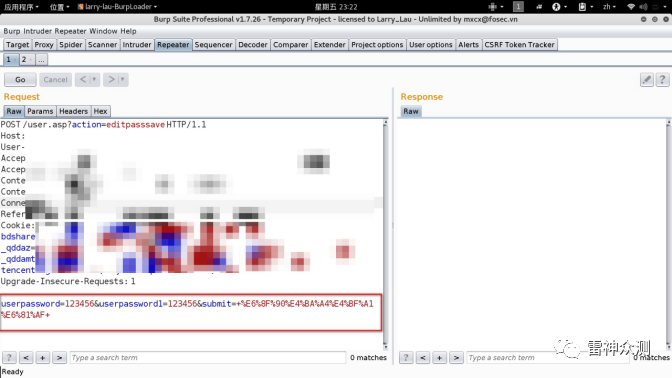 应用程序 位置 larry-lau-BurpLoader 星期五 23:22 1 zh
Burp Suite Professional v1.7.26 - Temporary Project - licensed to Larry_Lau - Unlimited by mxcx@fosec.vn
Burp Intruder Repeater Window Help
Target Proxy Spider Scanner Intruder Repeater Sequencer Decoder Comparer Extender Project options User options Alerts CSRF Token Tracker
1 2 ...
Go Cancel < >
Request
Raw Params Headers Hex
POST /user.asp?action=editpasssave HTTP/1.1
Host:
User-
Accep
Accep
Conte
Conte
Conne
Refer
Cookie:
bdshare
_qddaz=
_qddamt
tencent
Upgrade-Insecure-Requests: 1
userpassword=123456&userpassword1=123456&submit=+%E6%8F%90%E4%BA%A4%E4%BF%A1
%E6%81%AF+
? < + > Type a search term 0 matches
Response
Raw
? < + > Type a search term 0 matches
雷神众测
Ready